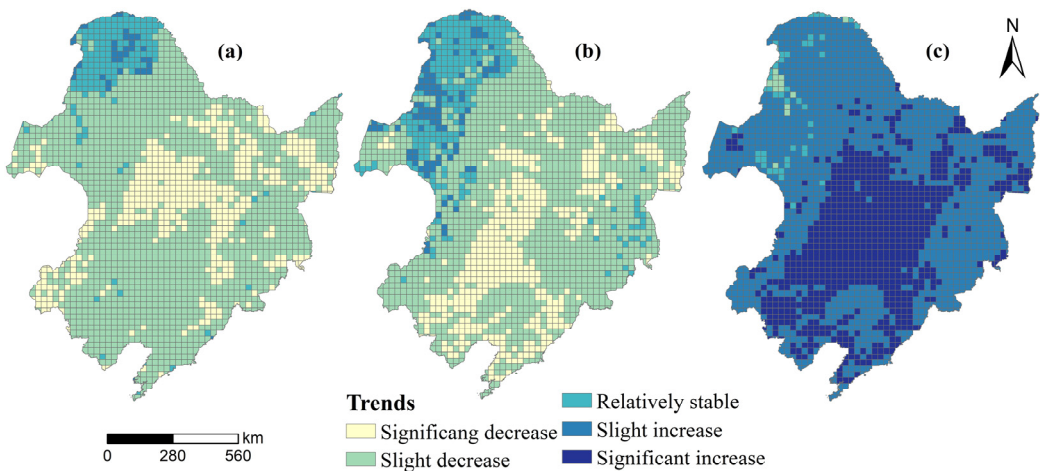 (a)
(b)
(c)
N
Trends
Significang decrease
Slight decrease
Relatively stable
Slight increase
Significant increase
km
0 280 560